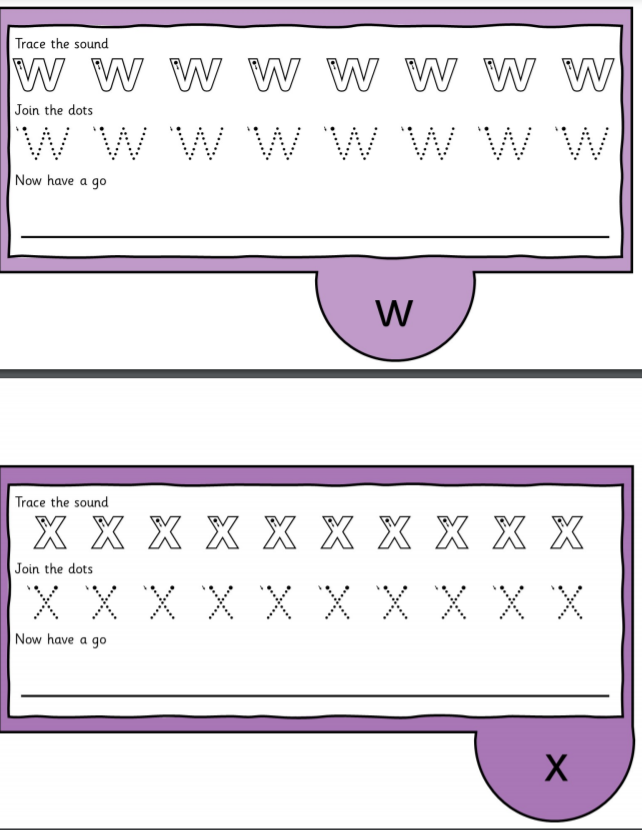 Trace the sound
w w w w w w w w
Join the dots
w w w w w w w w
Now have a go
w
Trace the sound
x x x x x x x x x x
Join the dots
x x x x x x x x x x
Now have a go
x